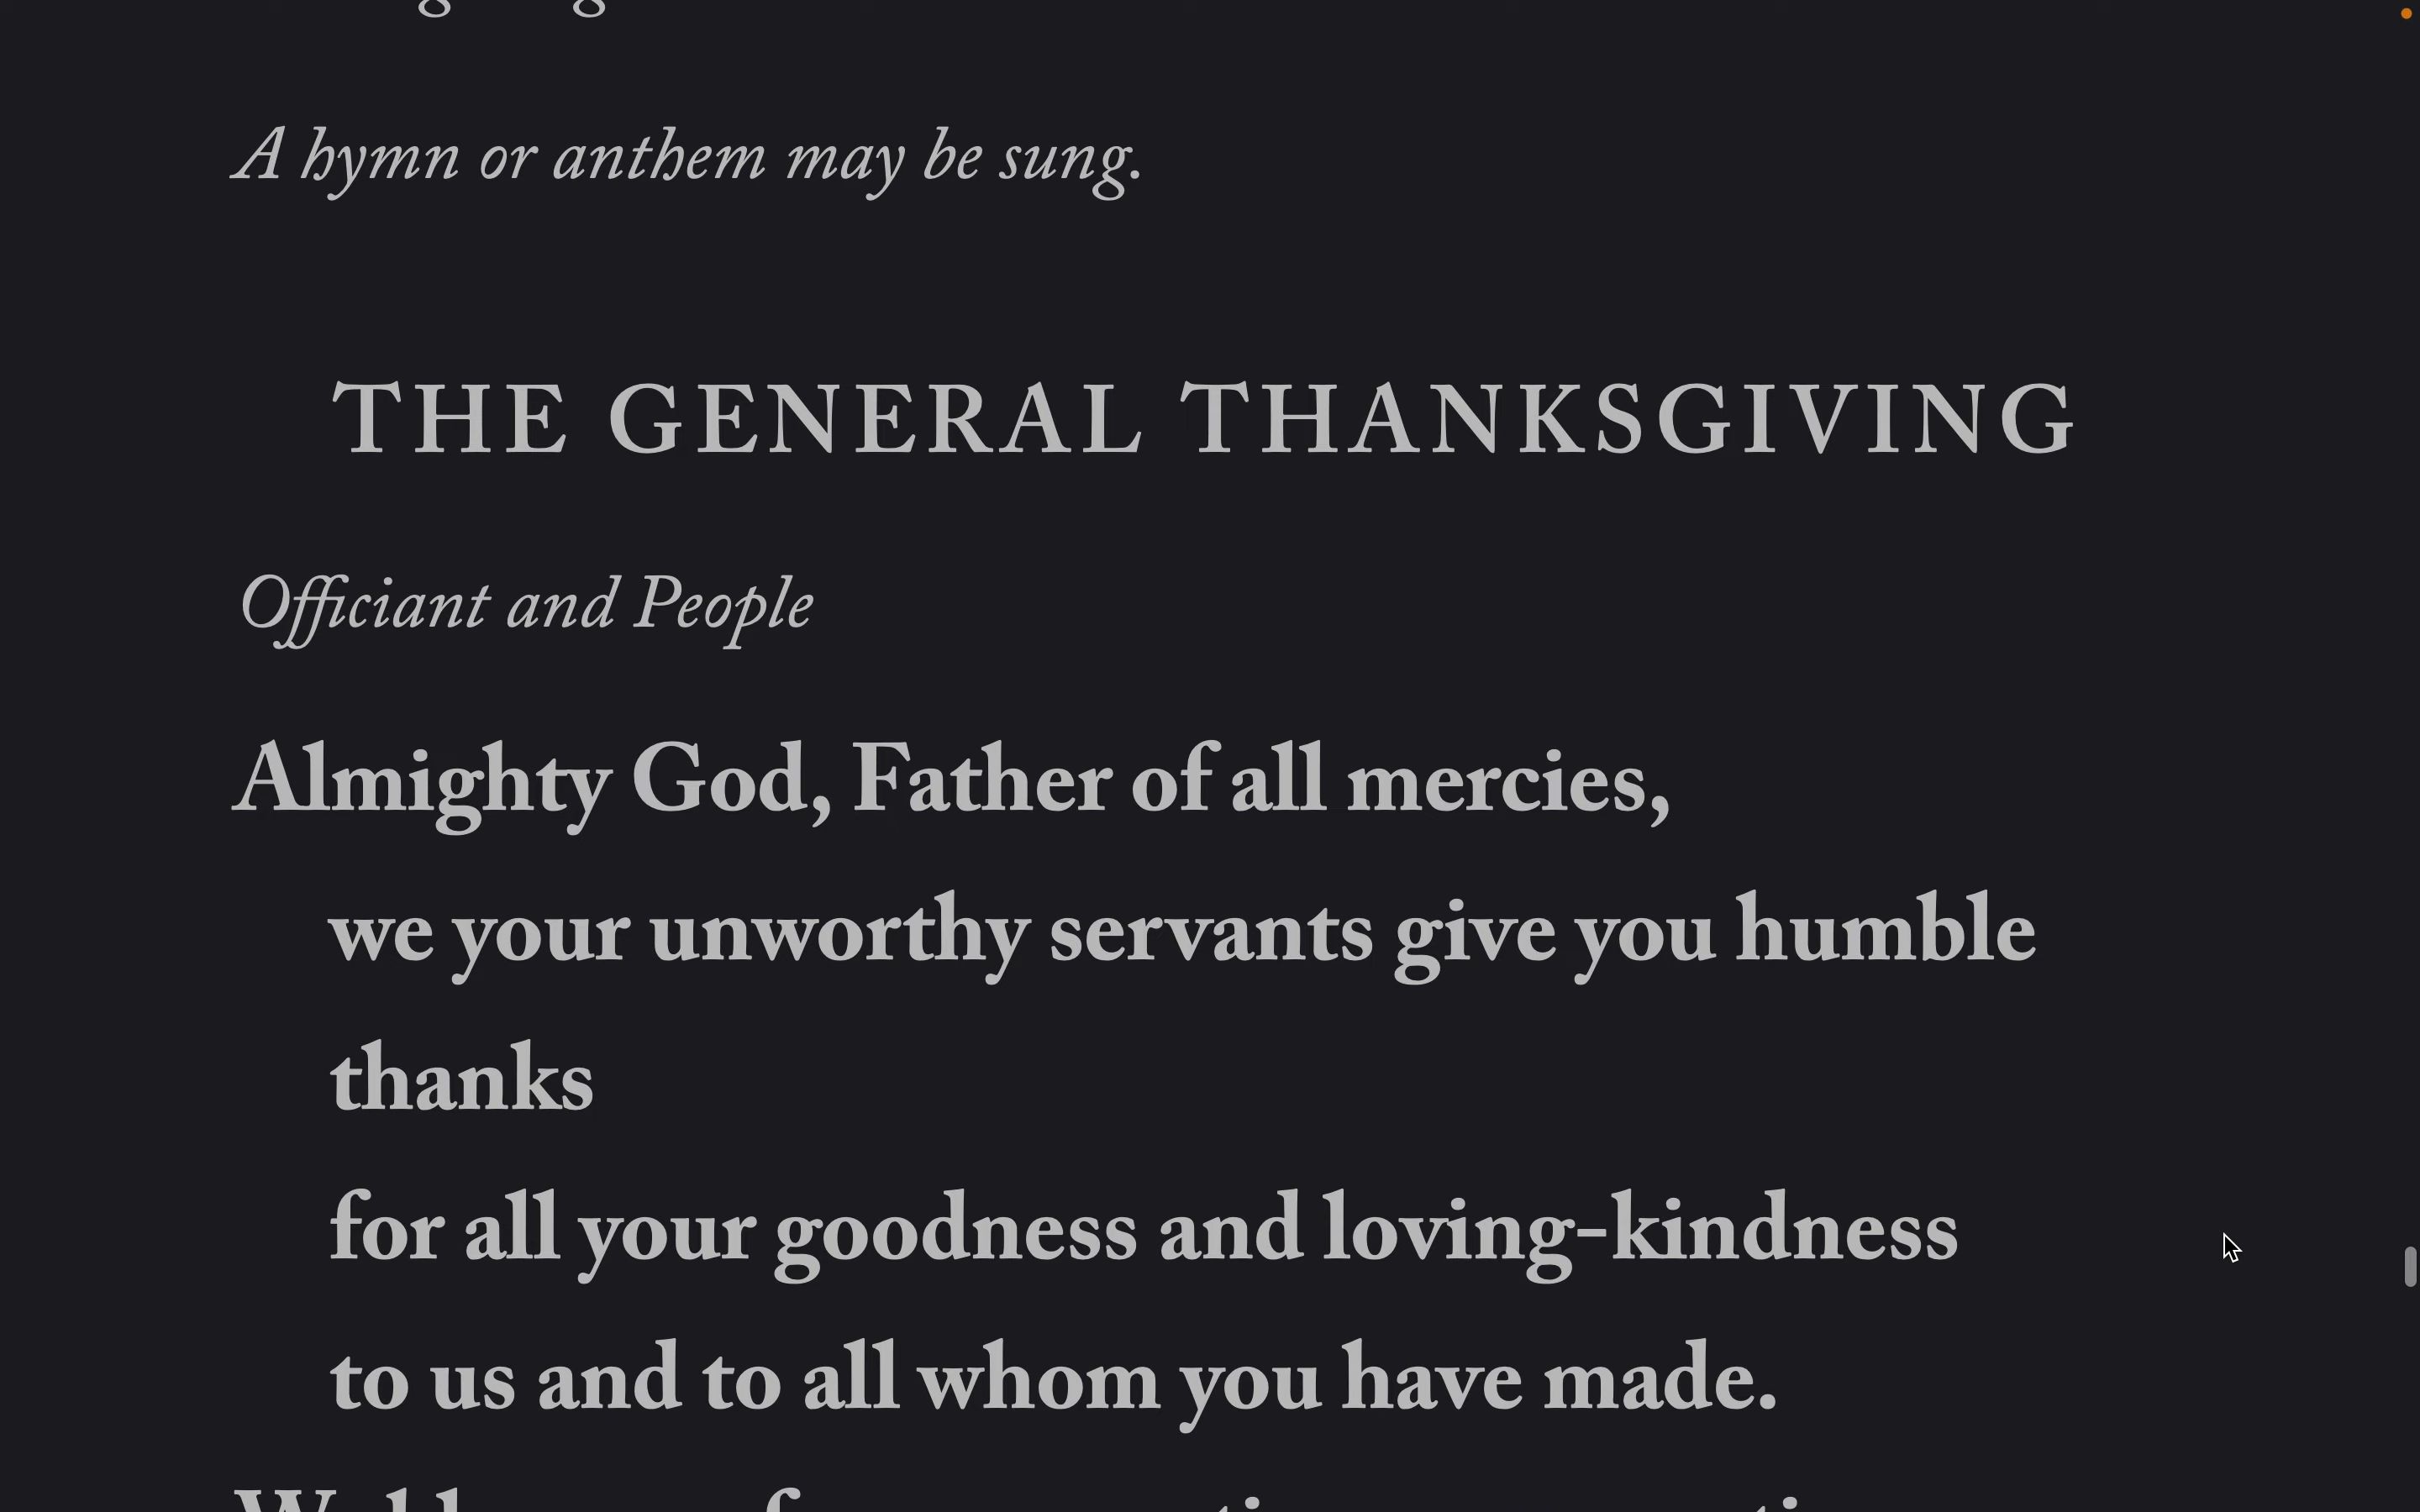 A hymn or anthem may be sung.
THE GENERAL THANKSGIVING
Officiant and People
Almighty God, Father of all mercies,
we your unworthy servants give you humble
thanks
for all your goodness and loving-kindness
to us and to all whom you have made.